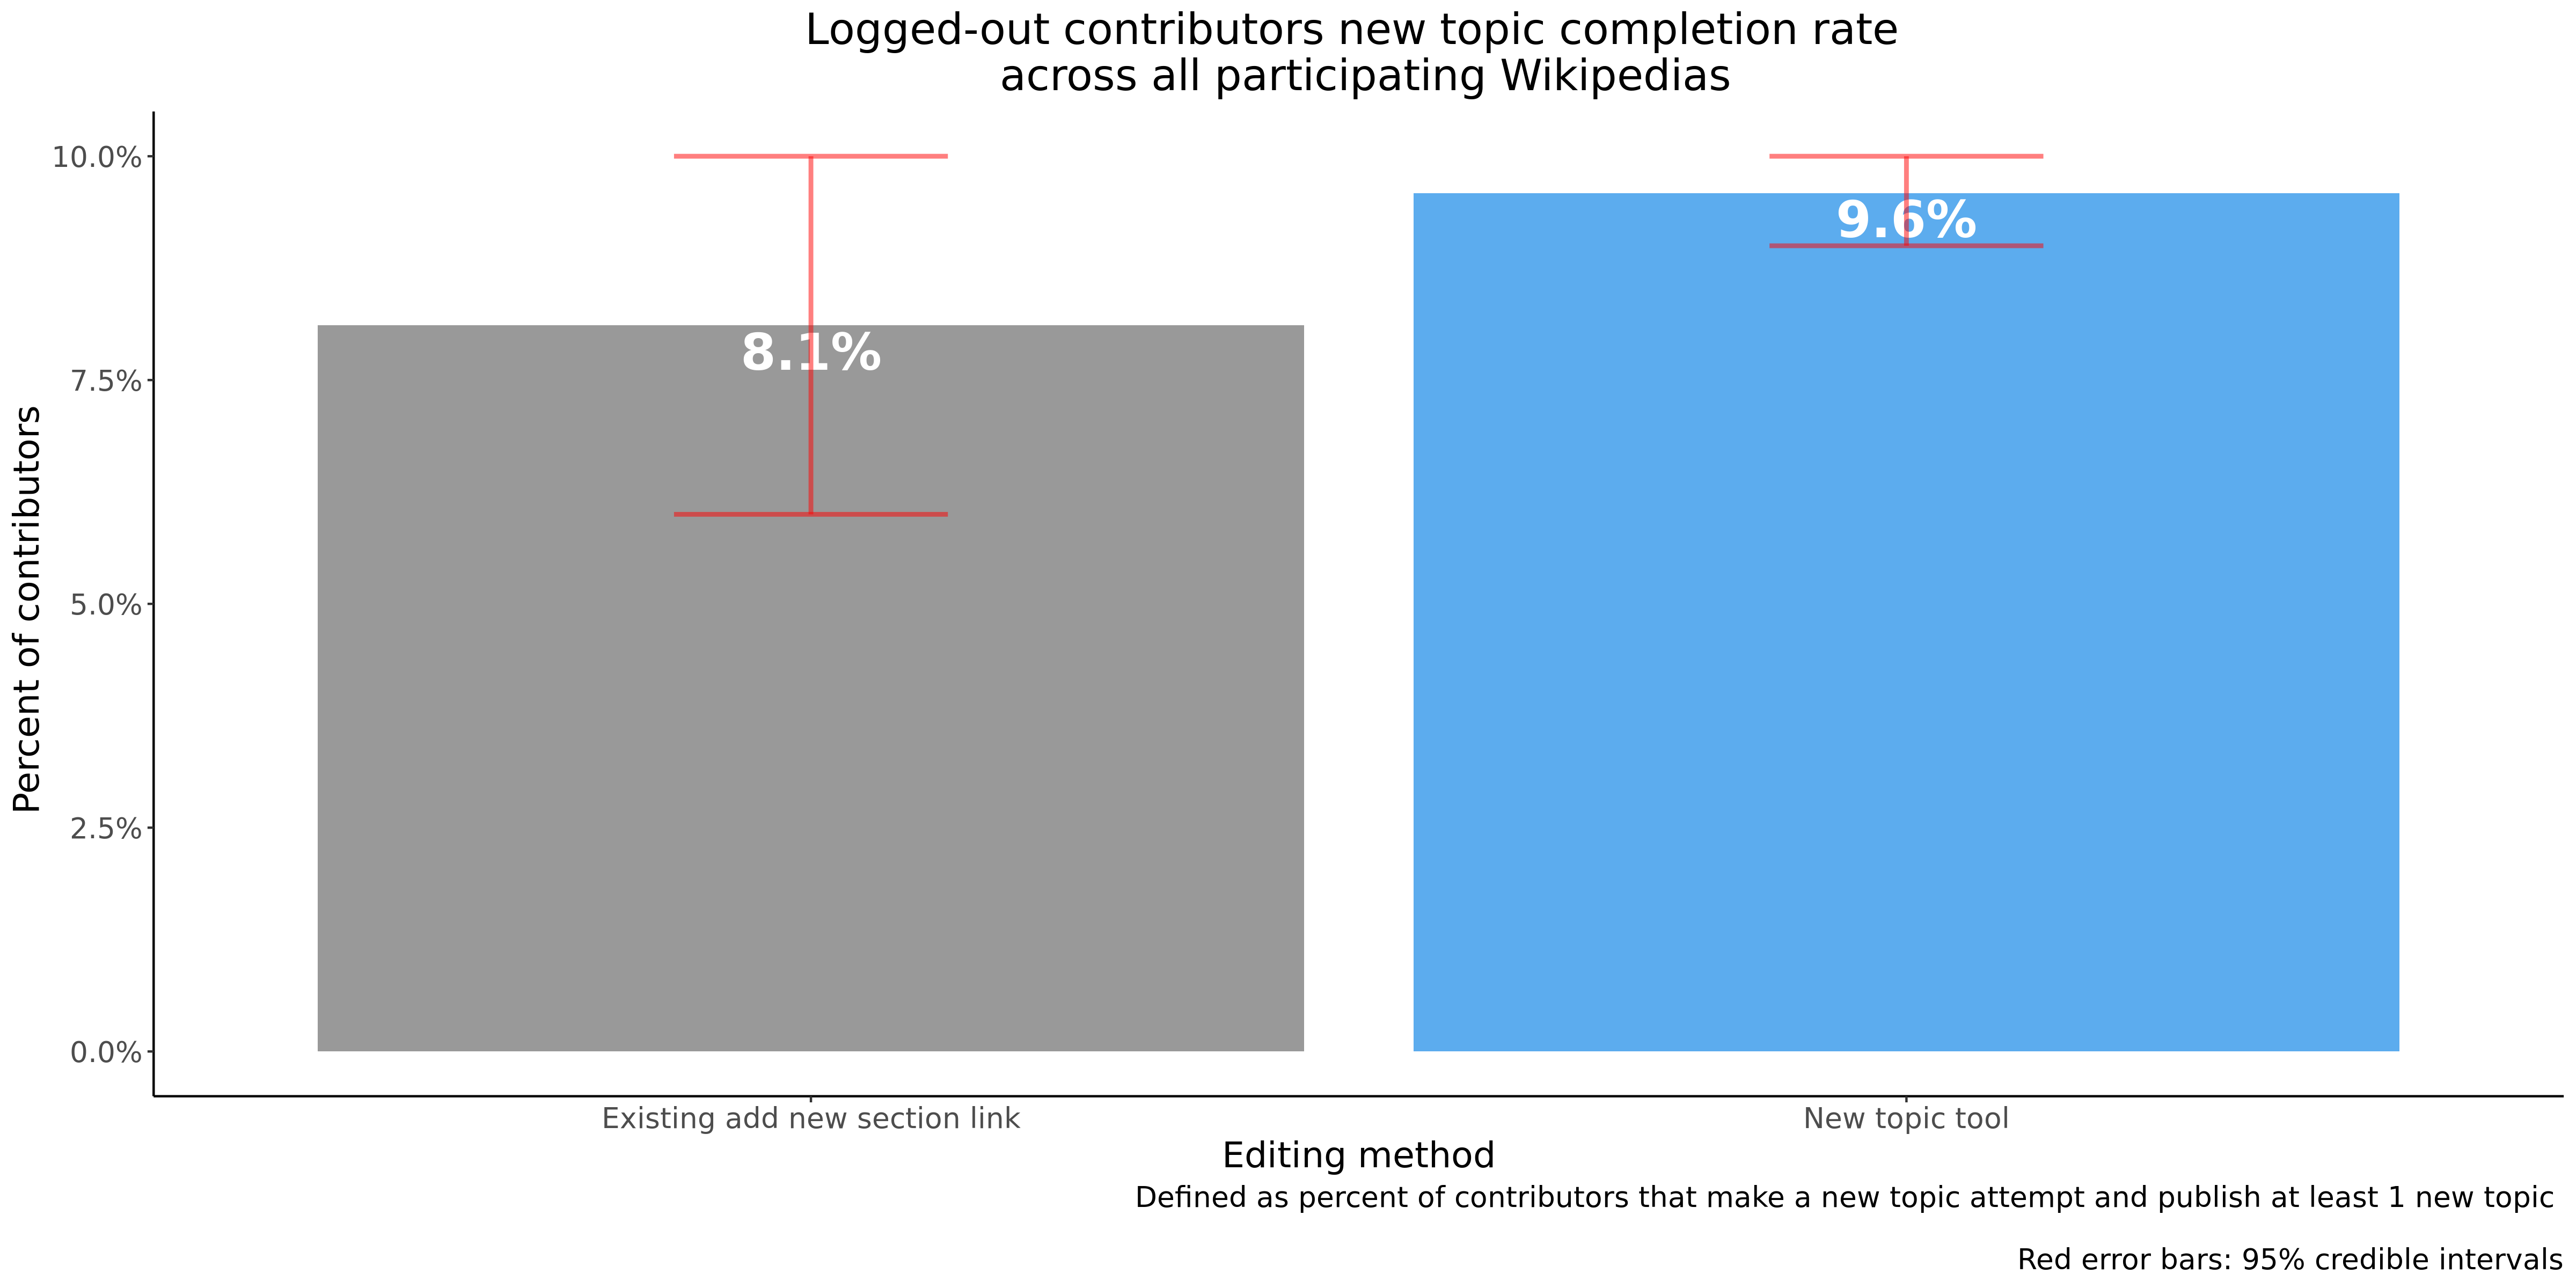 Logged-out contributors new topic completion rate
across all participating Wikipedias
Percent of contributors
10.0%
7.5%
5.0%
2.5%
0.0%
8.1%
9.6%
Existing add new section link
New topic tool
Editing method
Defined as percent of contributors that make a new topic attempt and publish at least 1 new topic
Red error bars: 95% credible intervals